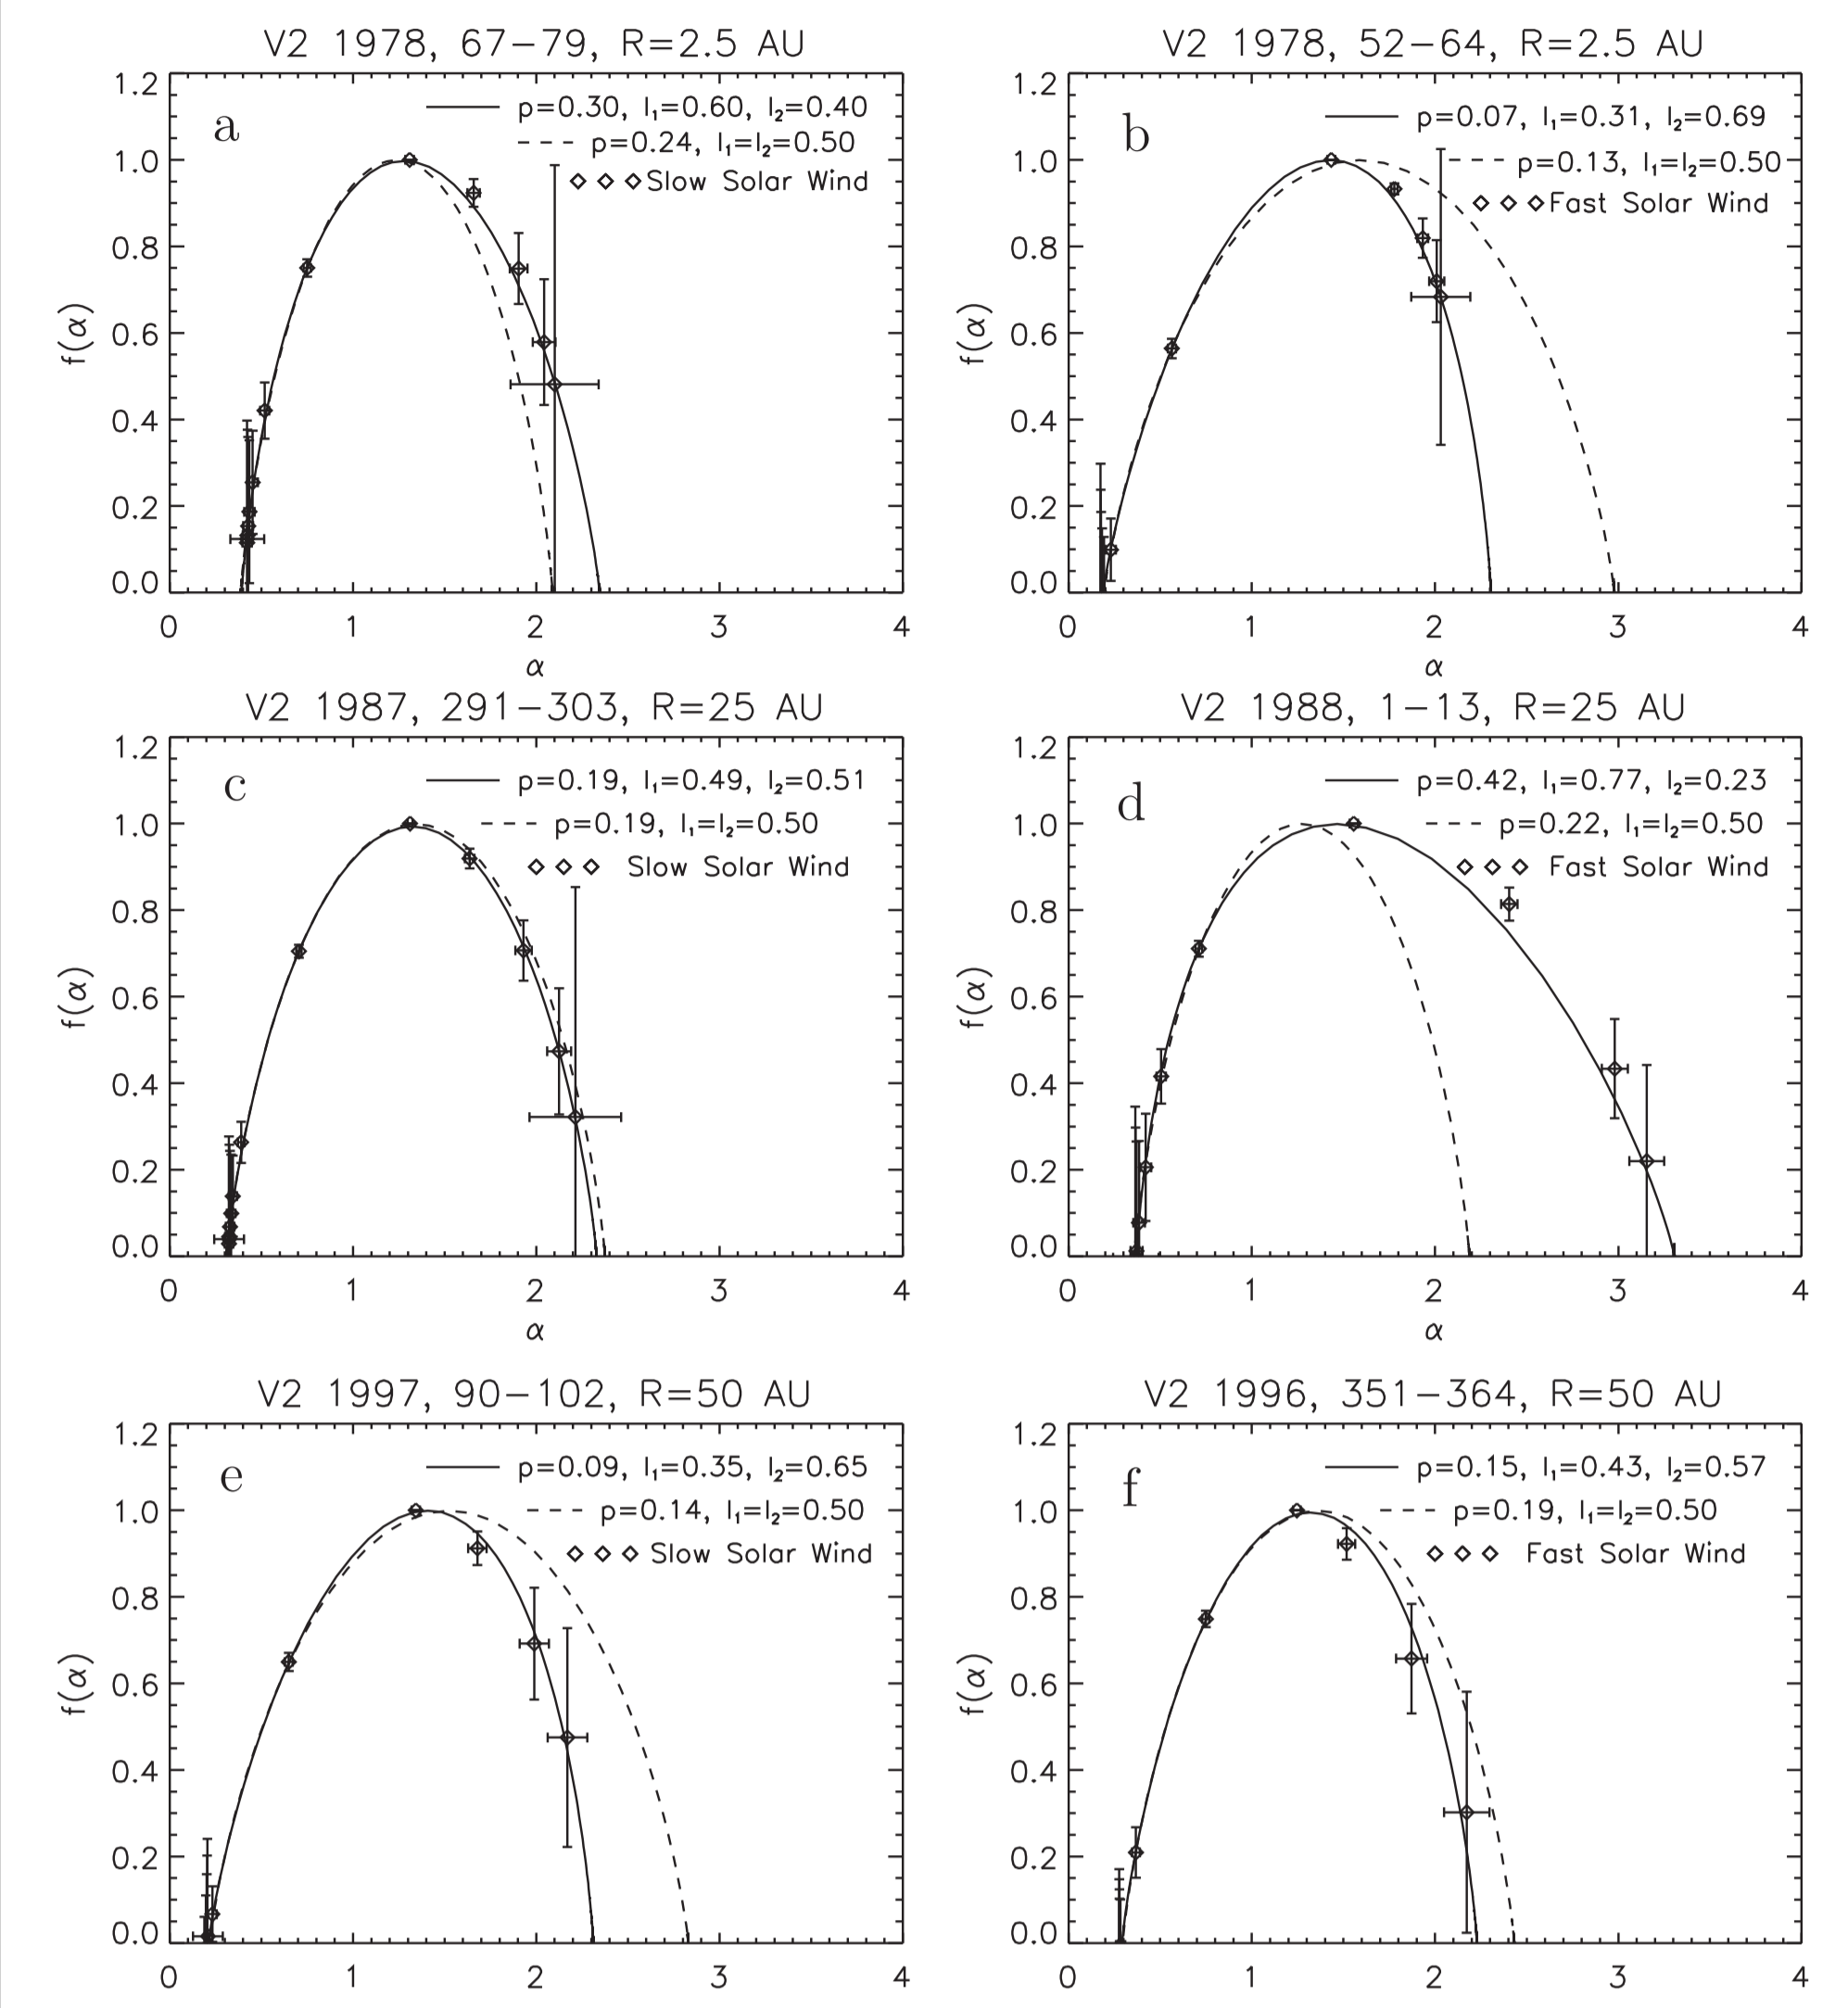 V2 1978, 67-79, R=2.5 AU
a
p=0.30, l₁=0.60, l₂=0.40
p=0.24, l₁=l₂=0.50
Slow Solar Wind
f(α)
1.2
1.0
0.8
0.6
0.4
0.2
0.0
0 1 2 3 4
α
V2 1978, 52-64, R=2.5 AU
b
p=0.07, l₁=0.31, l₂=0.69
p=0.13, l₁=l₂=0.50
Fast Solar Wind
f(α)
1.2
1.0
0.8
0.6
0.4
0.2
0.0
0 1 2 3 4
α
V2 1987, 291-303, R=25 AU
c
p=0.19, l₁=0.49, l₂=0.51
p=0.19, l₁=l₂=0.50
Slow Solar Wind
f(α)
1.2
1.0
0.8
0.6
0.4
0.2
0.0
0 1 2 3 4
α
V2 1988, 1-13, R=25 AU
d
p=0.42, l₁=0.77, l₂=0.23
p=0.22, l₁=l₂=0.50
Fast Solar Wind
f(α)
1.2
1.0
0.8
0.6
0.4
0.2
0.0
0 1 2 3 4
α
V2 1997, 90-102, R=50 AU
e
p=0.09, l₁=0.35, l₂=0.65
p=0.14, l₁=l₂=0.50
Slow Solar Wind
f(α)
1.2
1.0
0.8
0.6
0.4
0.2
0.0
0 1 2 3 4
V2 1996, 351-364, R=50 AU
f
p=0.15, l₁=0.43, l₂=0.57
p=0.19, l₁=l₂=0.50
Fast Solar Wind
f(α)
1.2
1.0
0.8
0.6
0.4
0.2
0.0
0 1 2 3 4